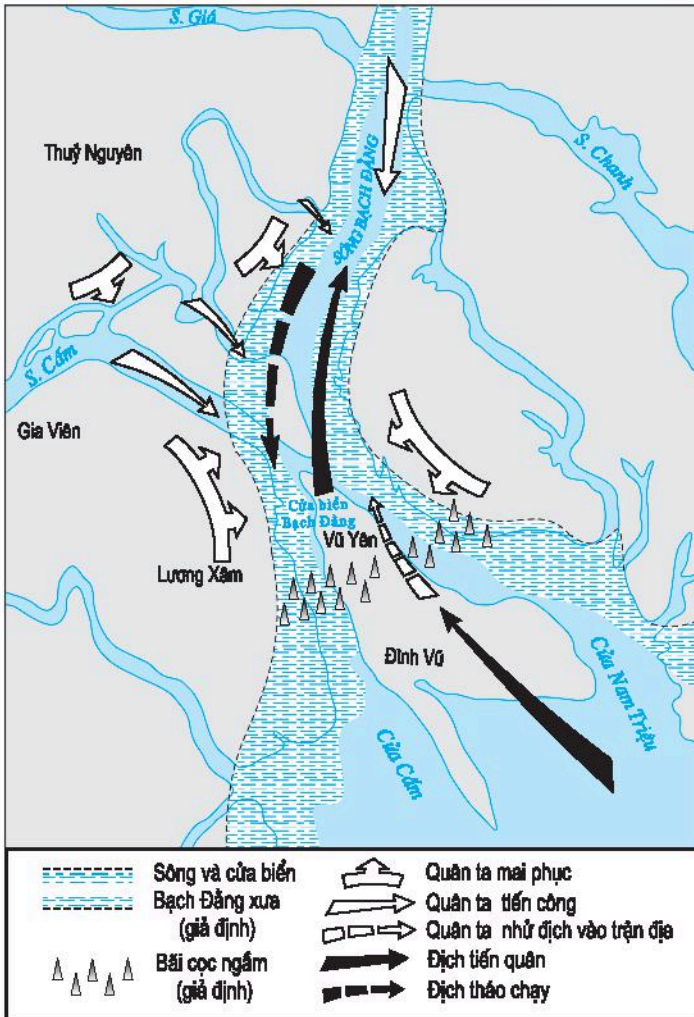 S. Giá
Thuỷ Nguyên
S. Chanh
SÔNG BẠCH ĐẰNG
S. Cấm
Gia Viên
Cửa biển
Bạch Đằng
Vũ Yên
Lương Xâm
Đình Vũ
Cửa Nam Triệu
Cửa Cấm
Sông và cửa biển
Bạch Đằng xưa
(giả định)
Bãi cọc ngầm
(giả định)
Quân ta mai phục
Quân ta tiến công
Quân ta nhử địch vào trận địa
Địch tiến quân
Địch tháo chạy